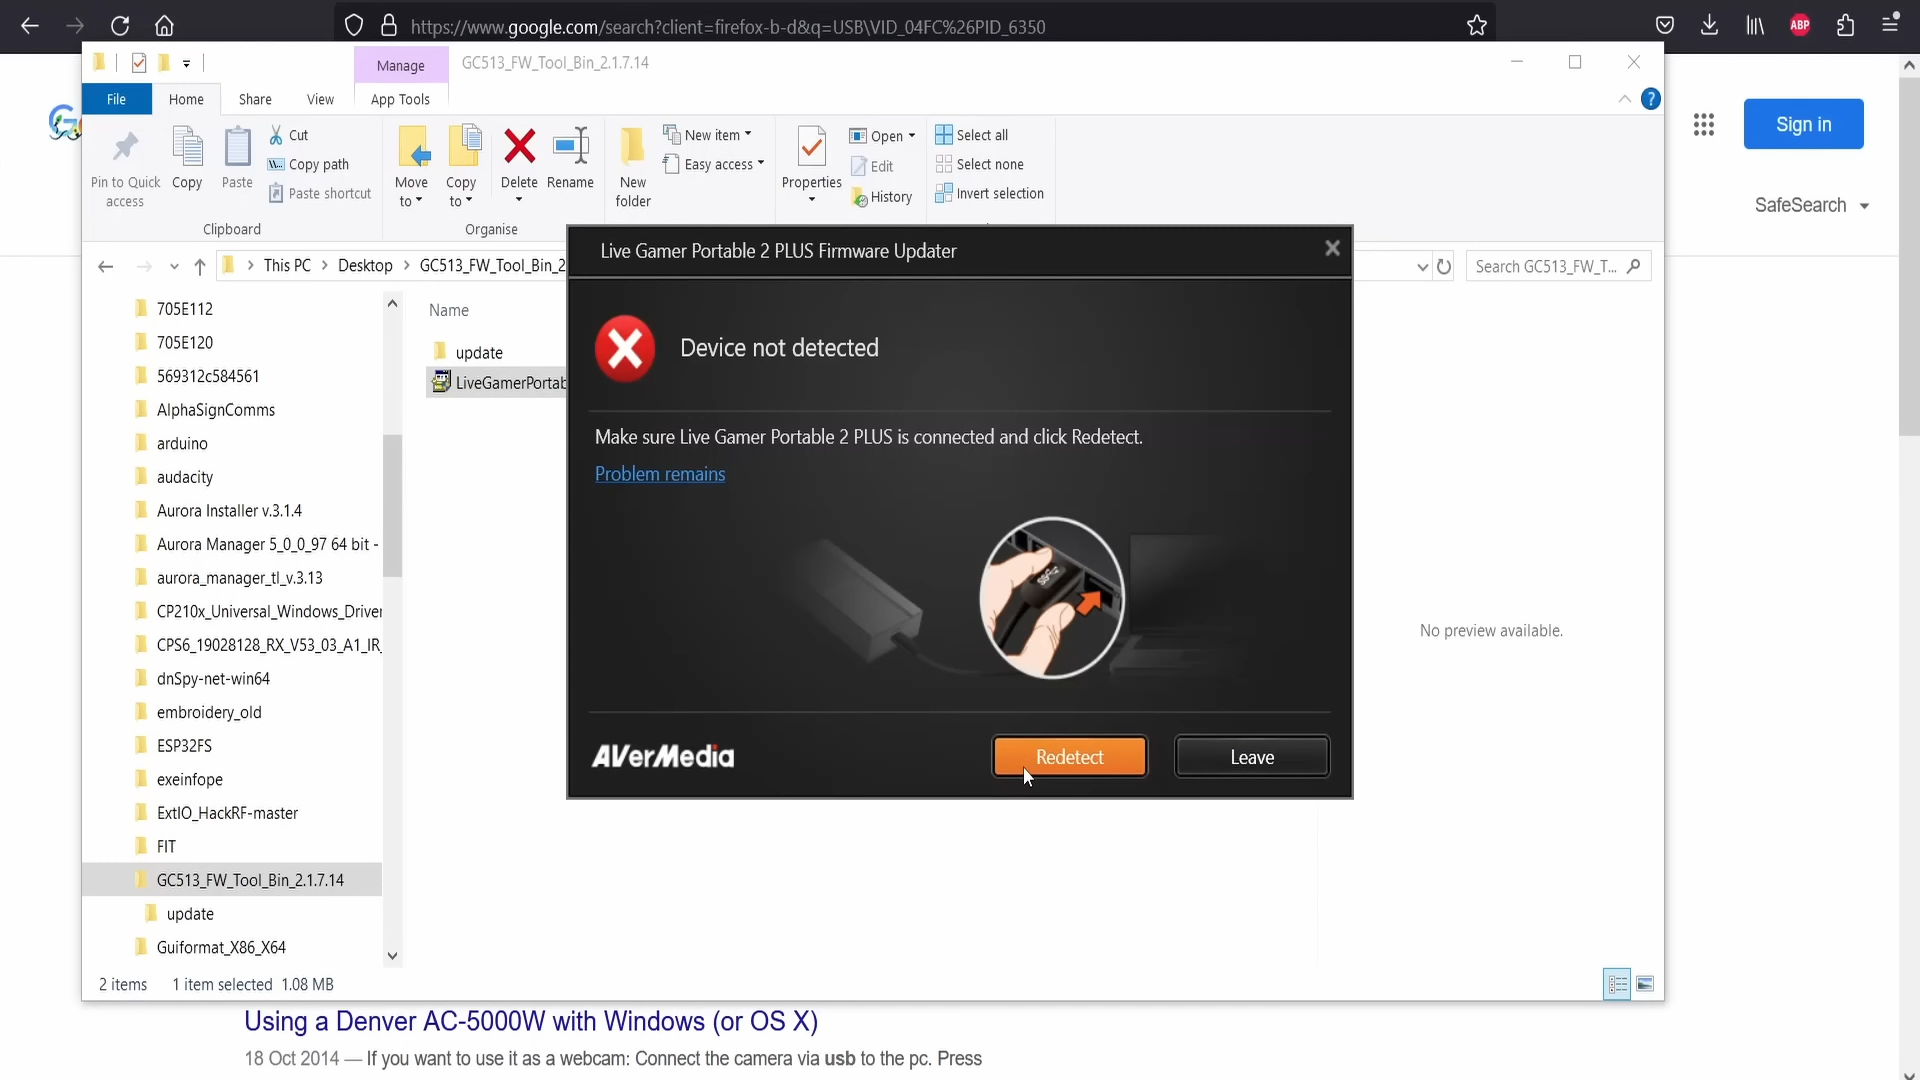 https://www.google.com/search?client=firefox-b-d&q=USB\VID_04FC%26PID_6350
ABP
Manage
GC513_FW_Tool_Bin_2.1.7.14
File
Home
Share
View
App Tools
?
Sign in
SafeSearch
Pin to Quick access
Copy
Paste
Cut
Copy path
Paste shortcut
Clipboard
Move to
Copy to
Delete
Rename
Organise
New folder
New item
Easy access
Properties
Open
Edit
History
Select all
Select none
Invert selection
This PC
Desktop
GC513_FW_Tool_Bin_2
Search GC513_FW_T...
705E112
705E120
569312c584561
AlphaSignComms
arduino
audacity
Aurora Installer v.3.1.4
Aurora Manager 5_0_0_97 64 bit -
aurora_manager_tl_v.3.13
CP210x_Universal_Windows_Driver
CPS6_19028128_RX_V53_03_A1_IR_
dnSpy-net-win64
embroidery_old
ESP32FS
exeinfope
ExtIO_HackRF-master
FIT
GC513_FW_Tool_Bin_2.1.7.14
update
Guiformat_X86_X64
Name
update
LiveGamerPortab
Live Gamer Portable 2 PLUS Firmware Updater
Device not detected
Make sure Live Gamer Portable 2 PLUS is connected and click Redetect.
Problem remains
AVerMedia
Redetect
Leave
No preview available.
2 items
1 item selected 1.08 MB
Using a Denver AC-5000W with Windows (or OS X)
18 Oct 2014 — If you want to use it as a webcam: Connect the camera via usb to the pc. Press